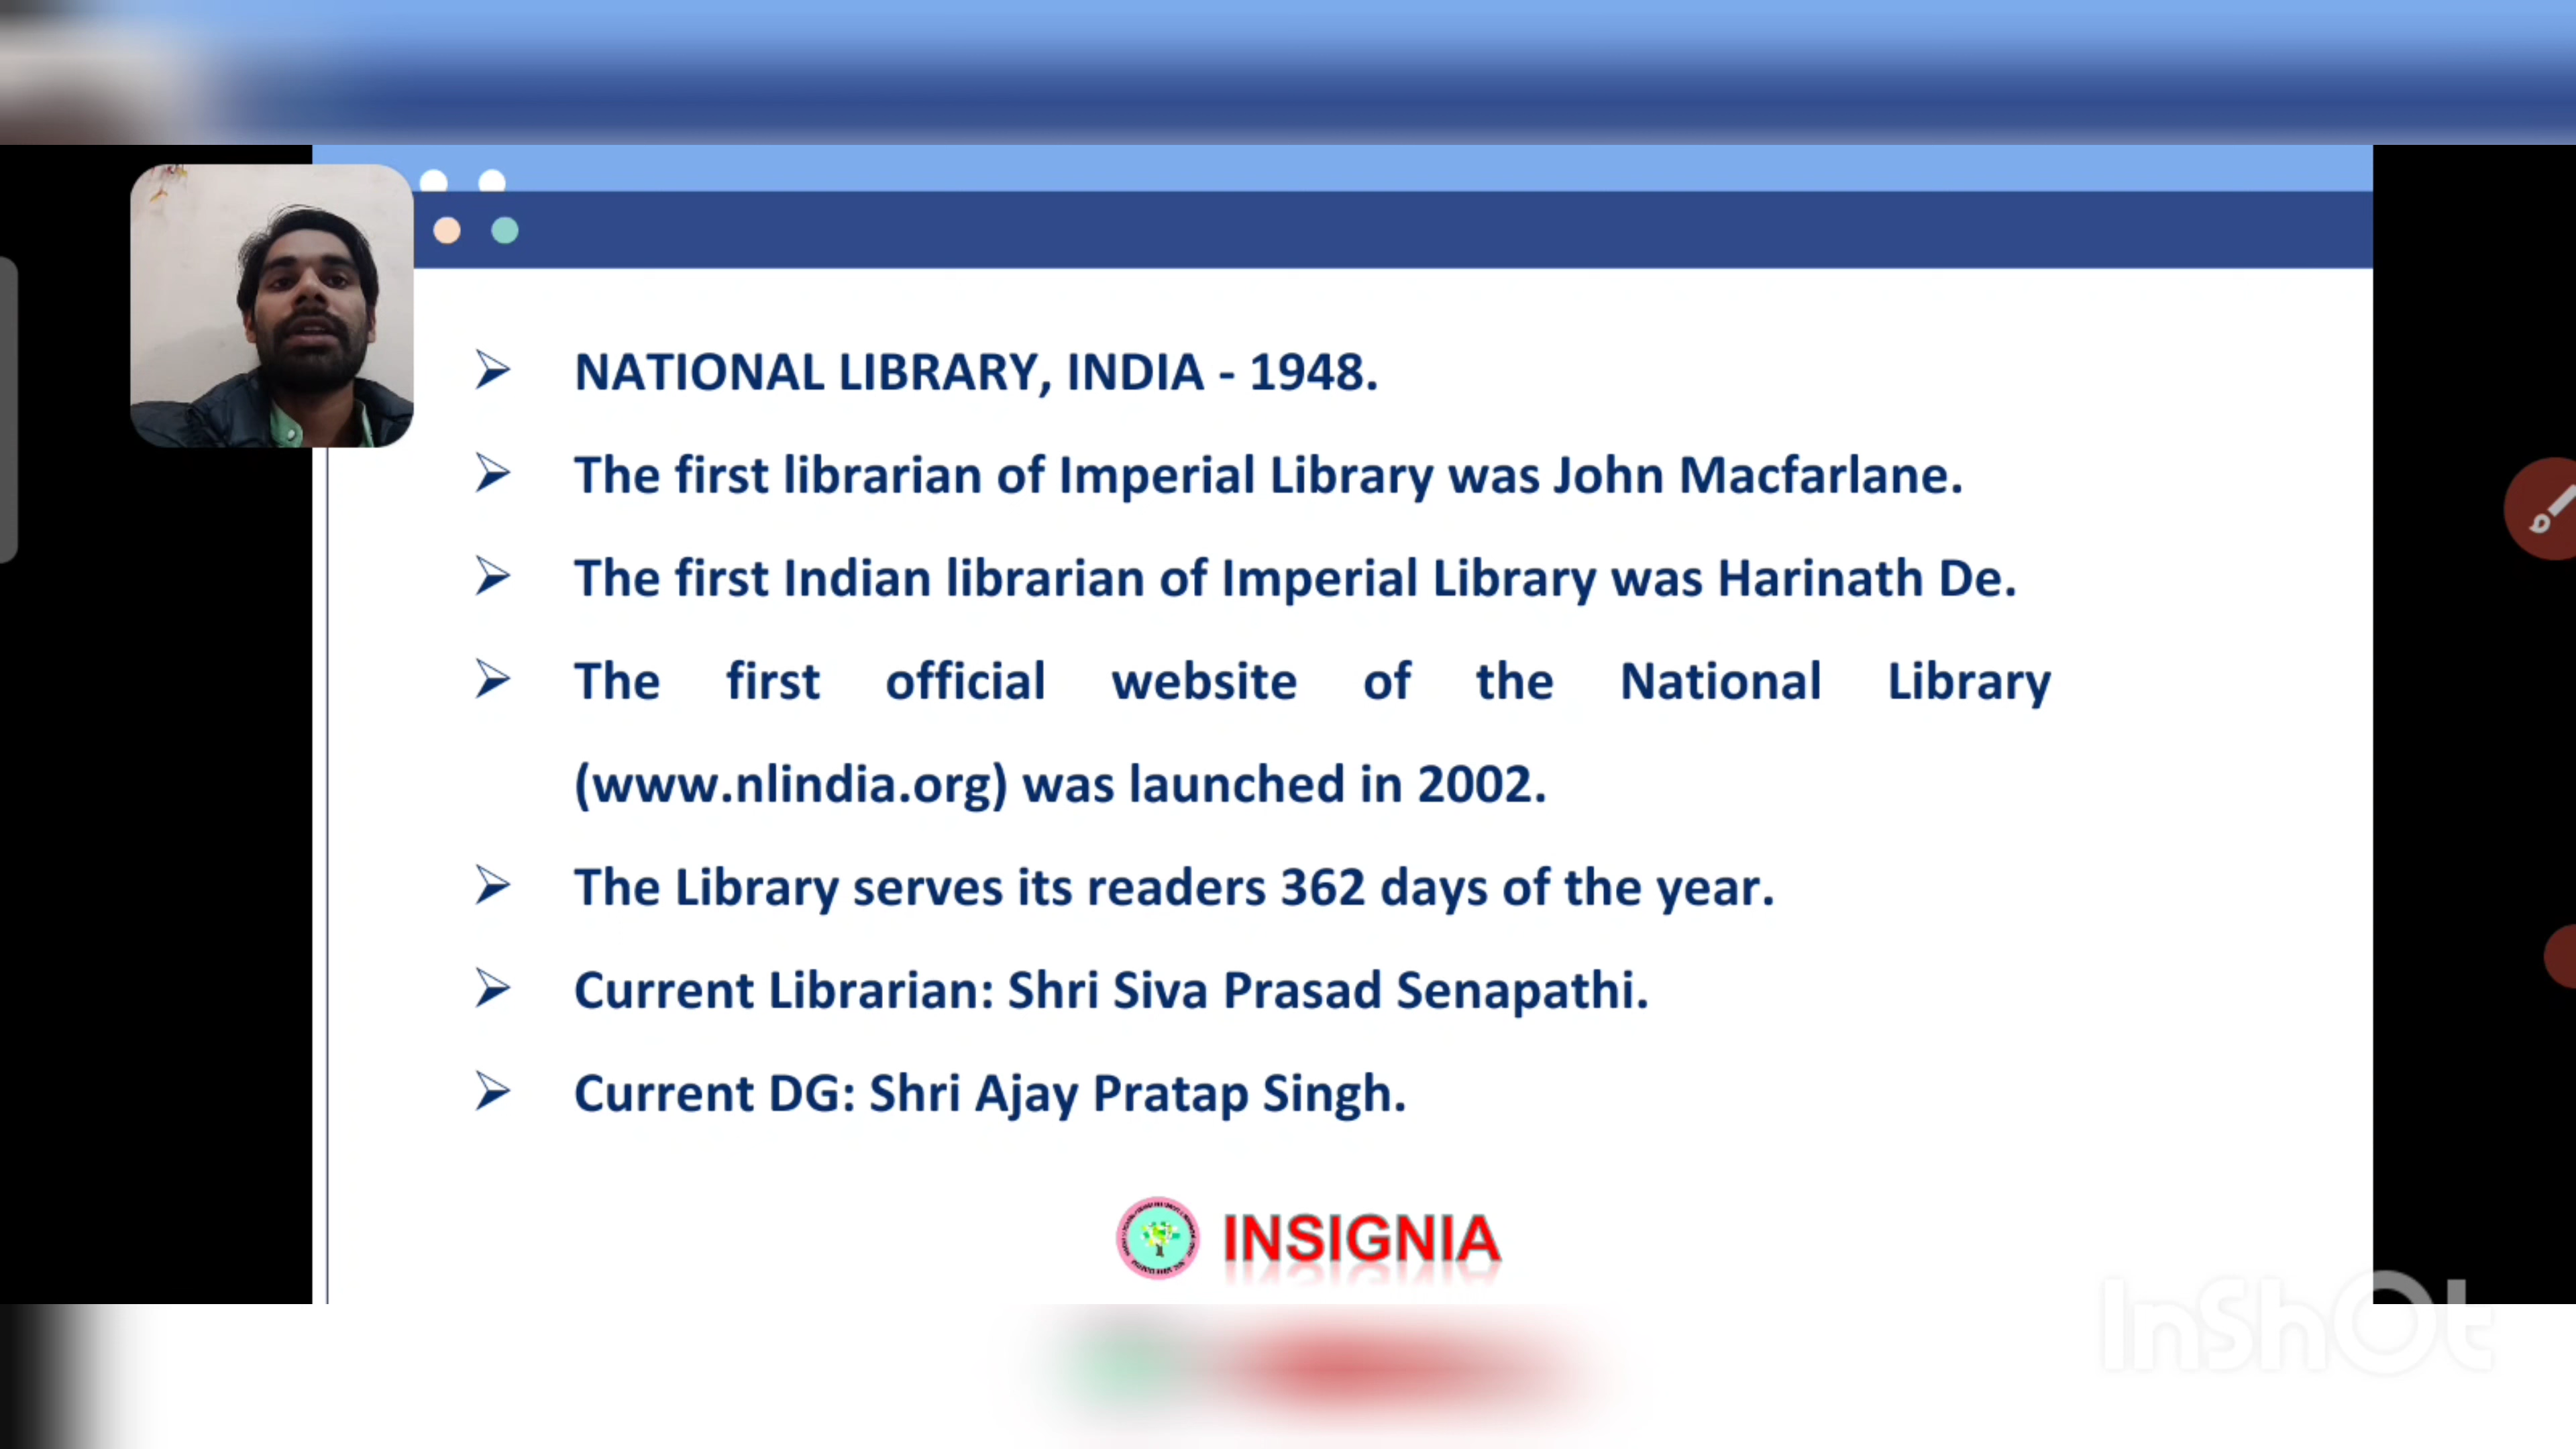 NATIONAL LIBRARY, INDIA - 1948.
The first librarian of Imperial Library was John Macfarlane.
The first Indian librarian of Imperial Library was Harinath De.
The first official website of the National Library
(www.nlindia.org) was launched in 2002.
The Library serves its readers 362 days of the year.
Current Librarian: Shri Siva Prasad Senapathi.
Current DG: Shri Ajay Pratap Singh.
INSIGNIA
InShOt